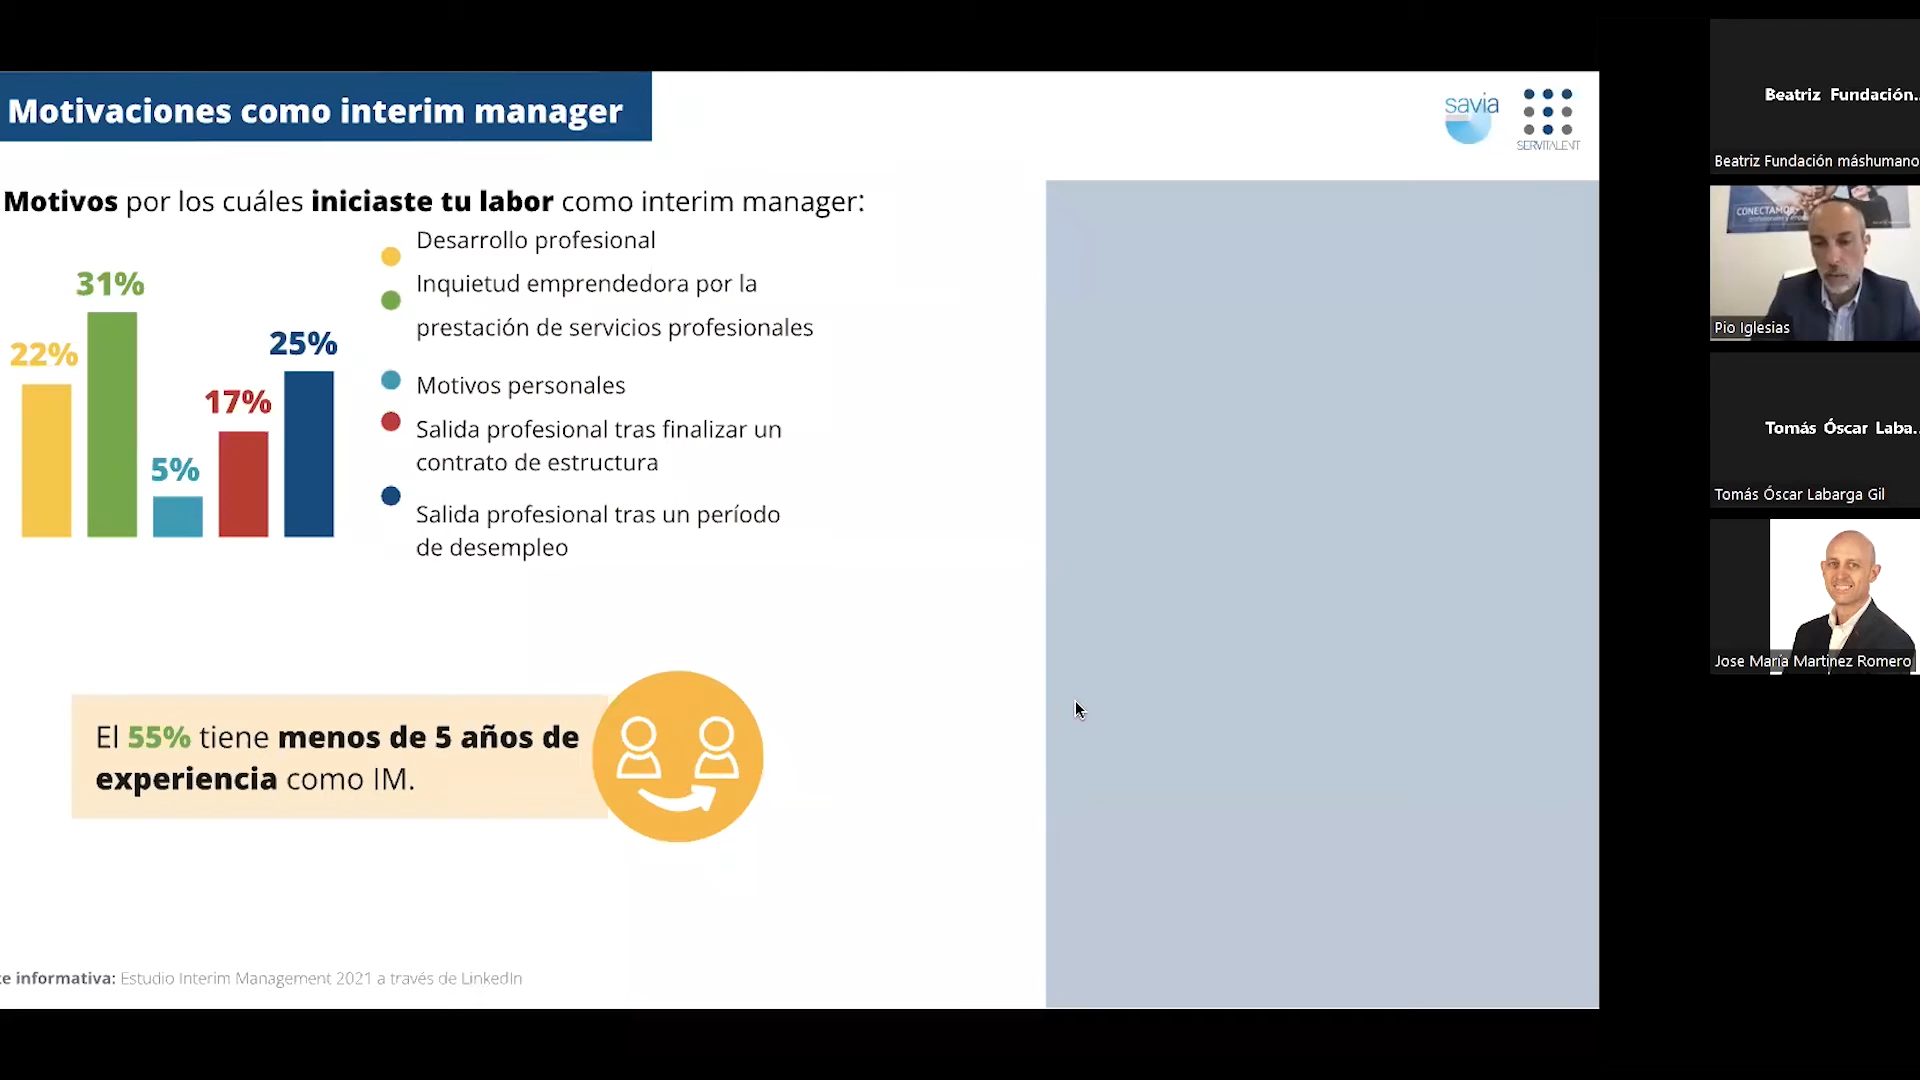 Motivaciones como interim manager
savia
SERVITALENT
Motivos por los cuáles iniciaste tu labor como interim manager:
22%
31%
5%
17%
25%
Desarrollo profesional
Inquietud emprendedora por la
prestación de servicios profesionales
Motivos personales
Salida profesional tras finalizar un
contrato de estructura
Salida profesional tras un período
de desempleo
El 55% tiene menos de 5 años de
experiencia como IM.
te informativa: Estudio Interim Management 2021 a través de LinkedIn
Beatriz Fundación...
Beatriz Fundación máshumano
CONECTAMOS
Pio Iglesias
Tomás Óscar Laba...
Tomás Óscar Labarga Gil
Jose María Martinez Romero